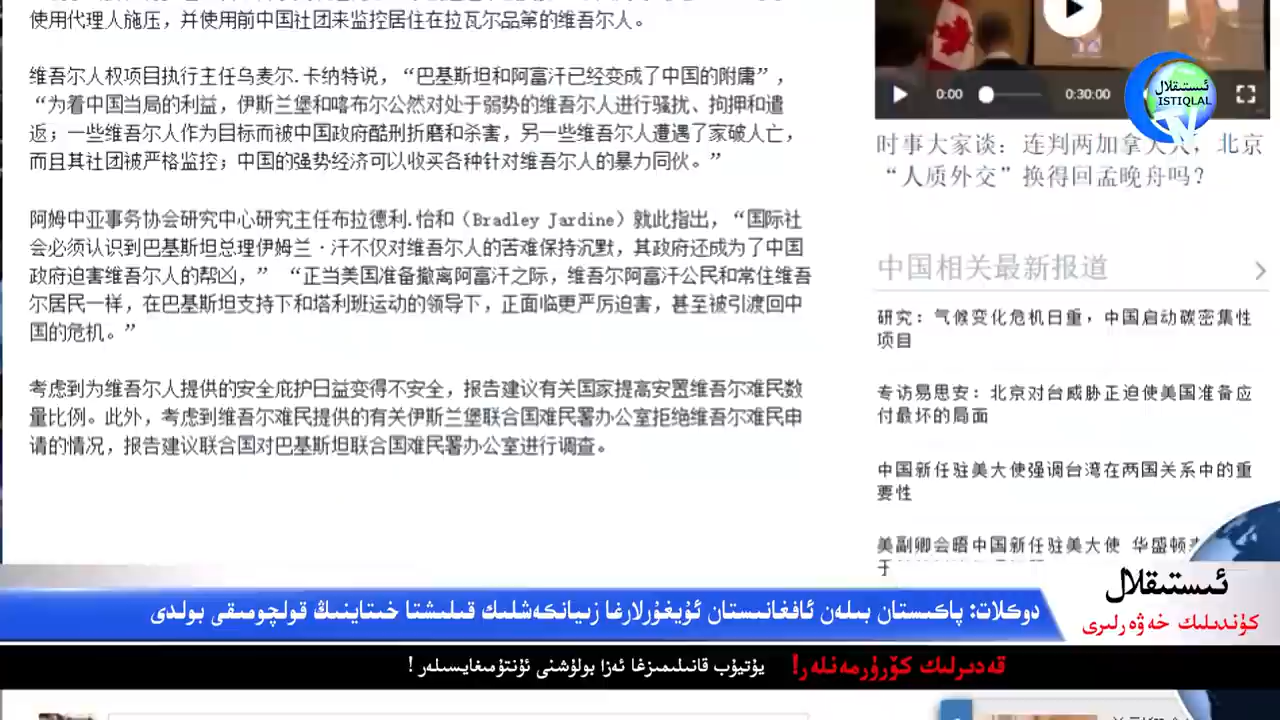 使用代理人施压，并使用前中国社团来监控居住在拉瓦尔品第的维吾尔人。
维吾尔人权项目执行主任乌麦尔.卡纳特说，“巴基斯坦和阿富汗已经变成了中国的附庸”，
“为着中国当局的利益，伊斯兰堡和喀布尔公然对处于弱势的维吾尔人进行骚扰、拘押和遣
返；一些维吾尔人作为目标而被中国政府酷刑折磨和杀害，另一些维吾尔人遭遇了家破人亡，
而且其社团被严格监控；中国的强势经济可以收买各种针对维吾尔人的暴力同伙。”
阿姆中亚事务协会研究中心研究主任布拉德利.怡和（Bradley Jardine）就此指出，“国际社
会必须认识到巴基斯坦总理伊姆兰·汗不仅对维吾尔人的苦难保持沉默，其政府还成为了中国
政府迫害维吾尔人的帮凶，” “正当美国准备撤离阿富汗之际，维吾尔阿富汗公民和常住维吾
尔居民一样，在巴基斯坦支持下和塔利班运动的领导下，正面临更严厉迫害，甚至被引渡回中
国的危机。”
考虑到为维吾尔人提供的安全庇护日益变得不安全，报告建议有关国家提高安置维吾尔难民数
量比例。此外，考虑到维吾尔难民提供的有关伊斯兰堡联合国难民署办公室拒绝维吾尔难民申
请的情况，报告建议联合国对巴基斯坦联合国难民署办公室进行调查。
0:00 0:30:00
ئىستىقلال
ISTIQLAL
TV
时事大家谈：连判两加拿大人，北京
“人质外交”换得回孟晚舟吗？
中国相关最新报道
研究：气候变化危机日重，中国启动碳密集性
项目
专访易思安：北京对台威胁正迫使美国准备应
付最坏的局面
中国新任驻美大使强调台湾在两国关系中的重
要性
美副卿会晤中国新任驻美大使 华盛顿
于
ئىستىقلال
كۈندىلىك خەۋەرلىرى
دوكلات: پاكىستان بىلەن ئافغانىستان ئۇيغۇرلارغا زىيانكەشلىك قىلىشتا خىتاينىڭ قولچومىقى بولدى
قەدىرلىك كۆرۈرمەنلەر! يۇتيۇب قانىلىمىزغا ئەزا بولۇشنى ئۇنتۇمىغايسىلەر !